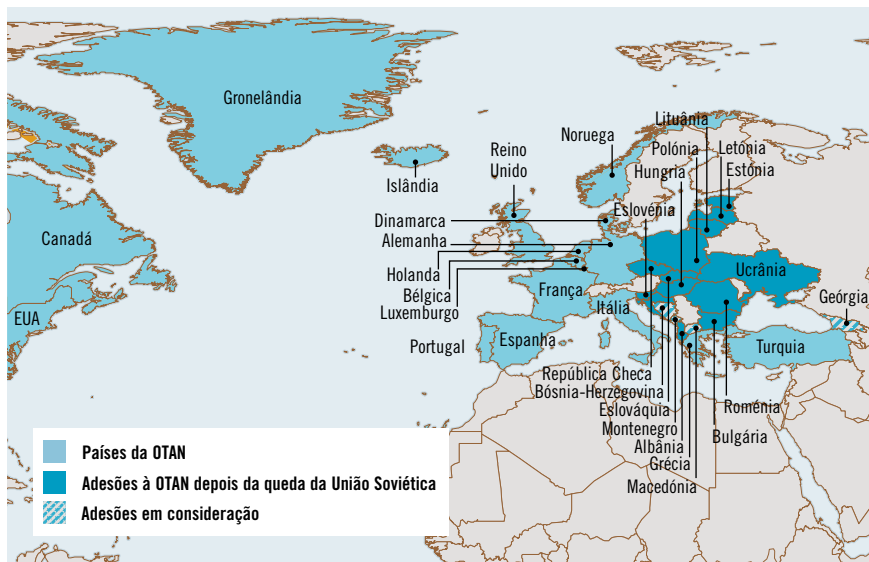 Gronelândia
Islândia
Reino
Unido
Noruega
Lituânia
Polónia
Letónia
Hungria
Estónia
Eslovénia
Dinamarca
Alemanha
Canadá
Holanda
Bélgica
Luxemburgo
França
Ucrânia
EUA
Itália
Geórgia
Portugal
Espanha
Turquia
República Checa
Bósnia-Herzegovina
Eslováquia
Montenegro
Roménia
Albânia
Bulgária
Grécia
Macedónia
Países da OTAN
Adesões à OTAN depois da queda da União Soviética
Adesões em consideração